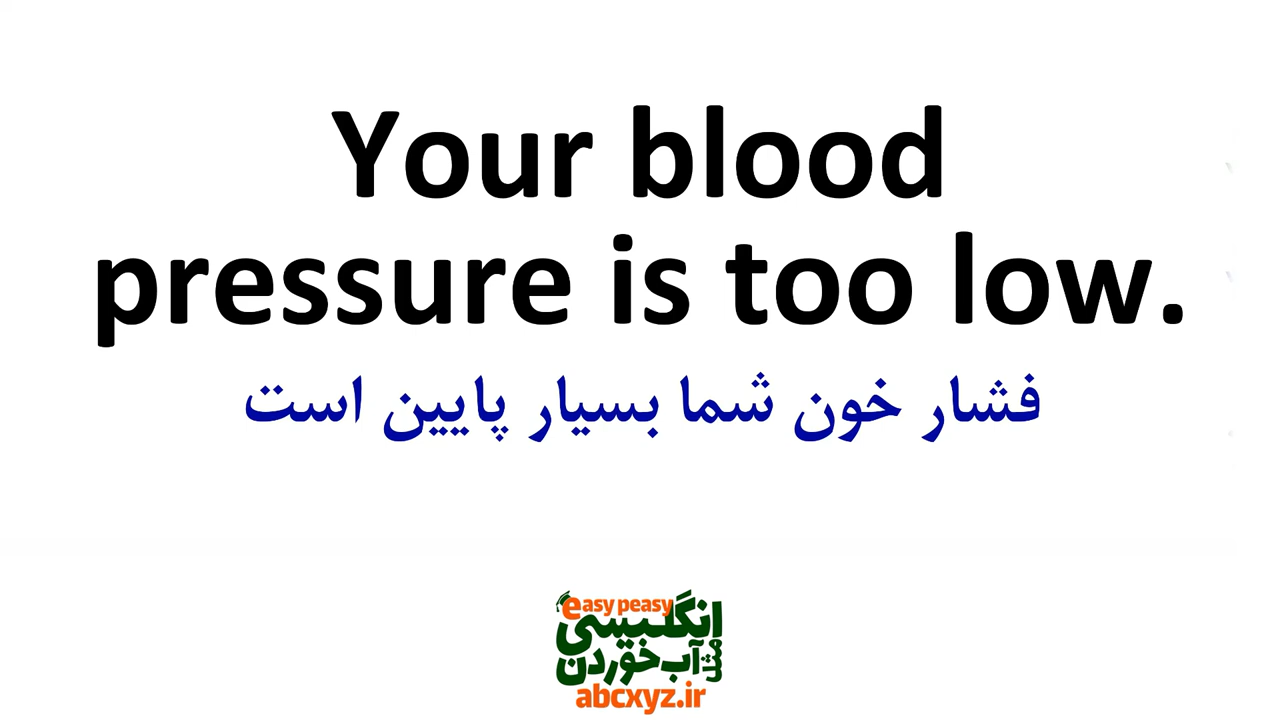 Your blood
pressure is too low.
فشار خون شما بسیار پایین است
easy peasy
انگلیسی
مثل
آب خوردن
abcxyz.ir